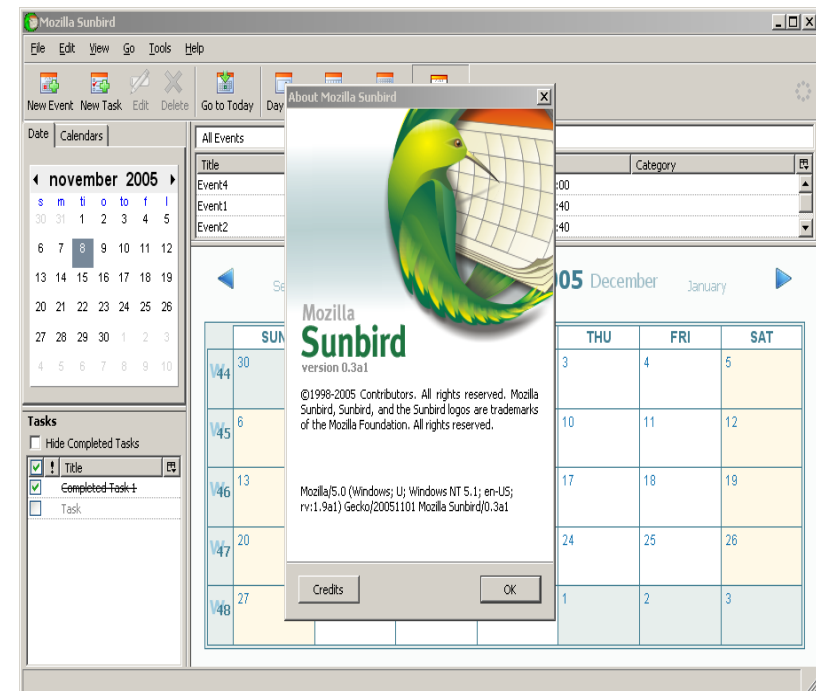 Mozilla Sunbird
File Edit View Go Tools Help
New Event New Task Edit Delete Go to Today Day
About Mozilla Sunbird
Date Calendars
All Events
Title Category
Event4 :00
Event1 :40
Event2 :40
november 2005
s m ti o to f l
30 31 1 2 3 4 5
6 7 8 9 10 11 12
13 14 15 16 17 18 19
20 21 22 23 24 25 26
27 28 29 30 1 2 3
4 5 6 7 8 9 10
Tasks
Hide Completed Tasks
! Title
Completed Task 1
Task
Se 005 December January
SUN THU FRI SAT
W44 30 3 4 5
W45 6 10 11 12
W46 13 17 18 19
W47 20 24 25 26
W48 27 1 2 3
Mozilla
Sunbird
version 0.3a1
©1998-2005 Contributors. All rights reserved. Mozilla
Sunbird, Sunbird, and the Sunbird logos are trademarks
of the Mozilla Foundation. All rights reserved.
Mozilla/5.0 (Windows; U; Windows NT 5.1; en-US;
rv:1.9a1) Gecko/20051101 Mozilla Sunbird/0.3a1
Credits OK